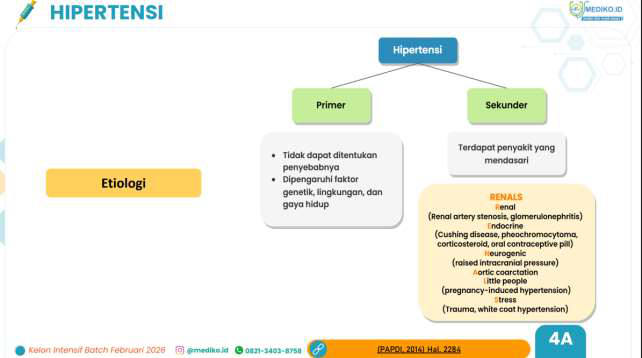 HIPERTENSI
MEDIKO.ID
Hipertensi
Primer
Sekunder
Tidak dapat ditentukan
penyebabnya
Dipengaruhi faktor
genetik, lingkungan, dan
gaya hidup
Terdapat penyakit yang
mendasari
Etiologi
RENALS
Renal
(Renal artery stenosis, glomerulonephritis)
Endocrine
(Cushing disease, pheochromocytoma,
corticosteroid, oral contraceptive pill)
Neurogenic
(raised intracranial pressure)
Aortic coarctation
Little people
(pregnancy-induced hypertension)
Stress
(Trauma, white coat hypertension)
4A
Kelon Intensif Batch Februari 2026
@mediko.id
0821-3403-8758
(PAPDI, 2014) Hal. 2284